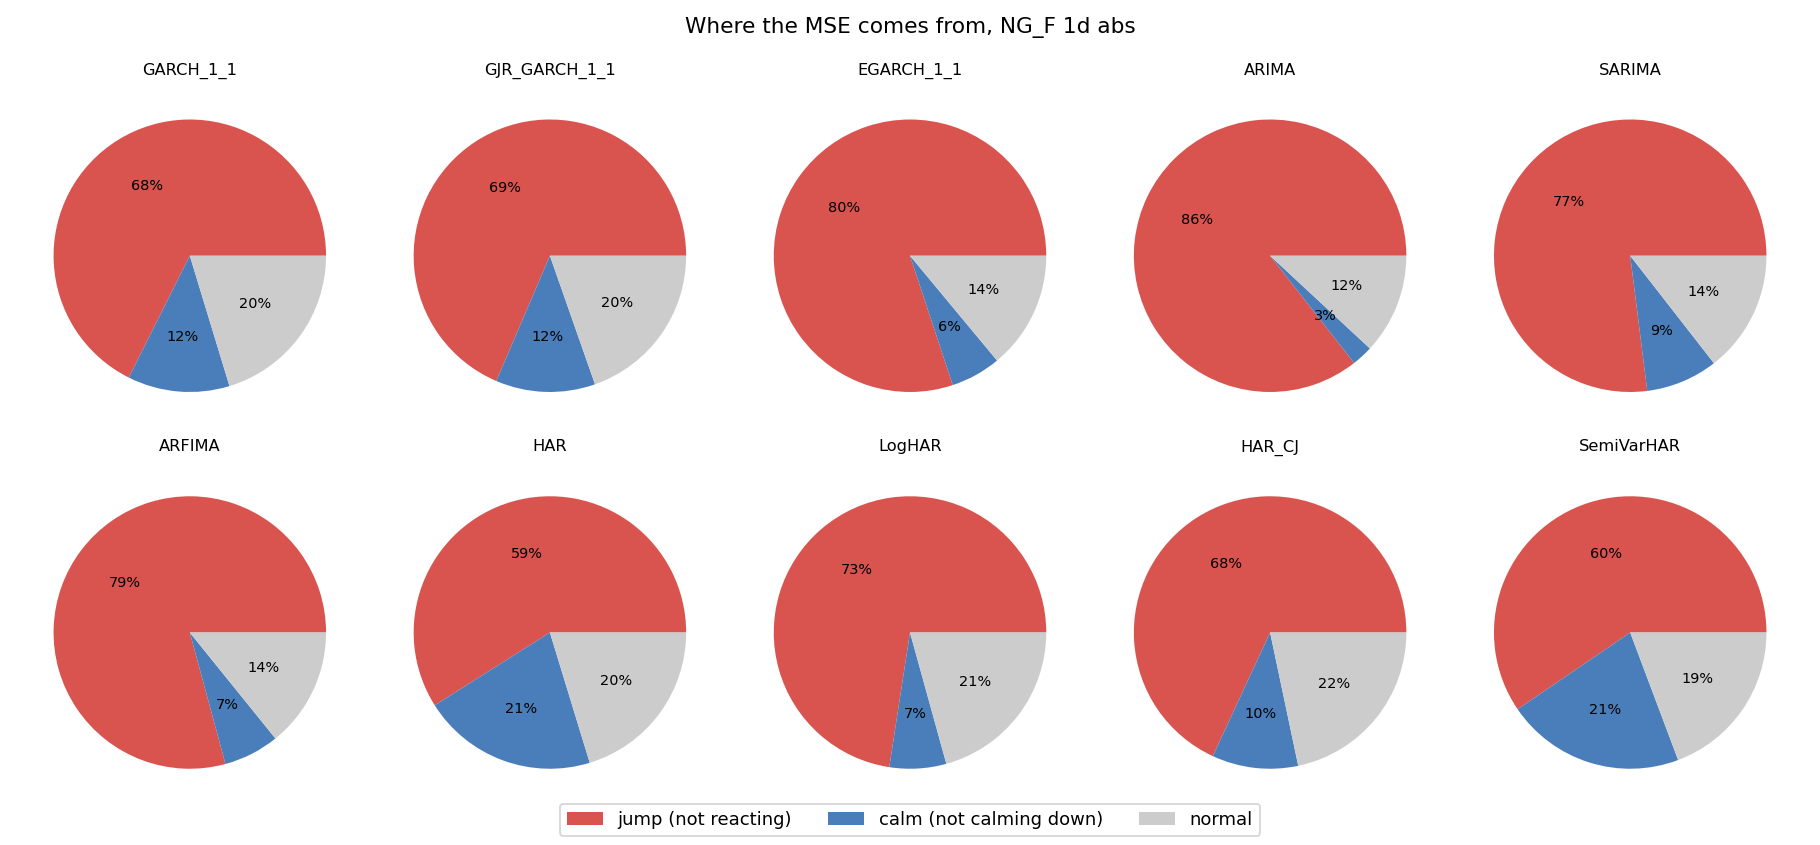 Where the MSE comes from, NG_F 1d abs
GARCH_1_1
68%
12%
20%
GJR_GARCH_1_1
69%
12%
20%
EGARCH_1_1
80%
6%
14%
ARIMA
86%
3%
12%
SARIMA
77%
9%
14%
ARFIMA
79%
7%
14%
HAR
59%
21%
20%
LogHAR
73%
7%
21%
HAR_CJ
68%
10%
22%
SemiVarHAR
60%
21%
19%
jump (not reacting)
calm (not calming down)
normal